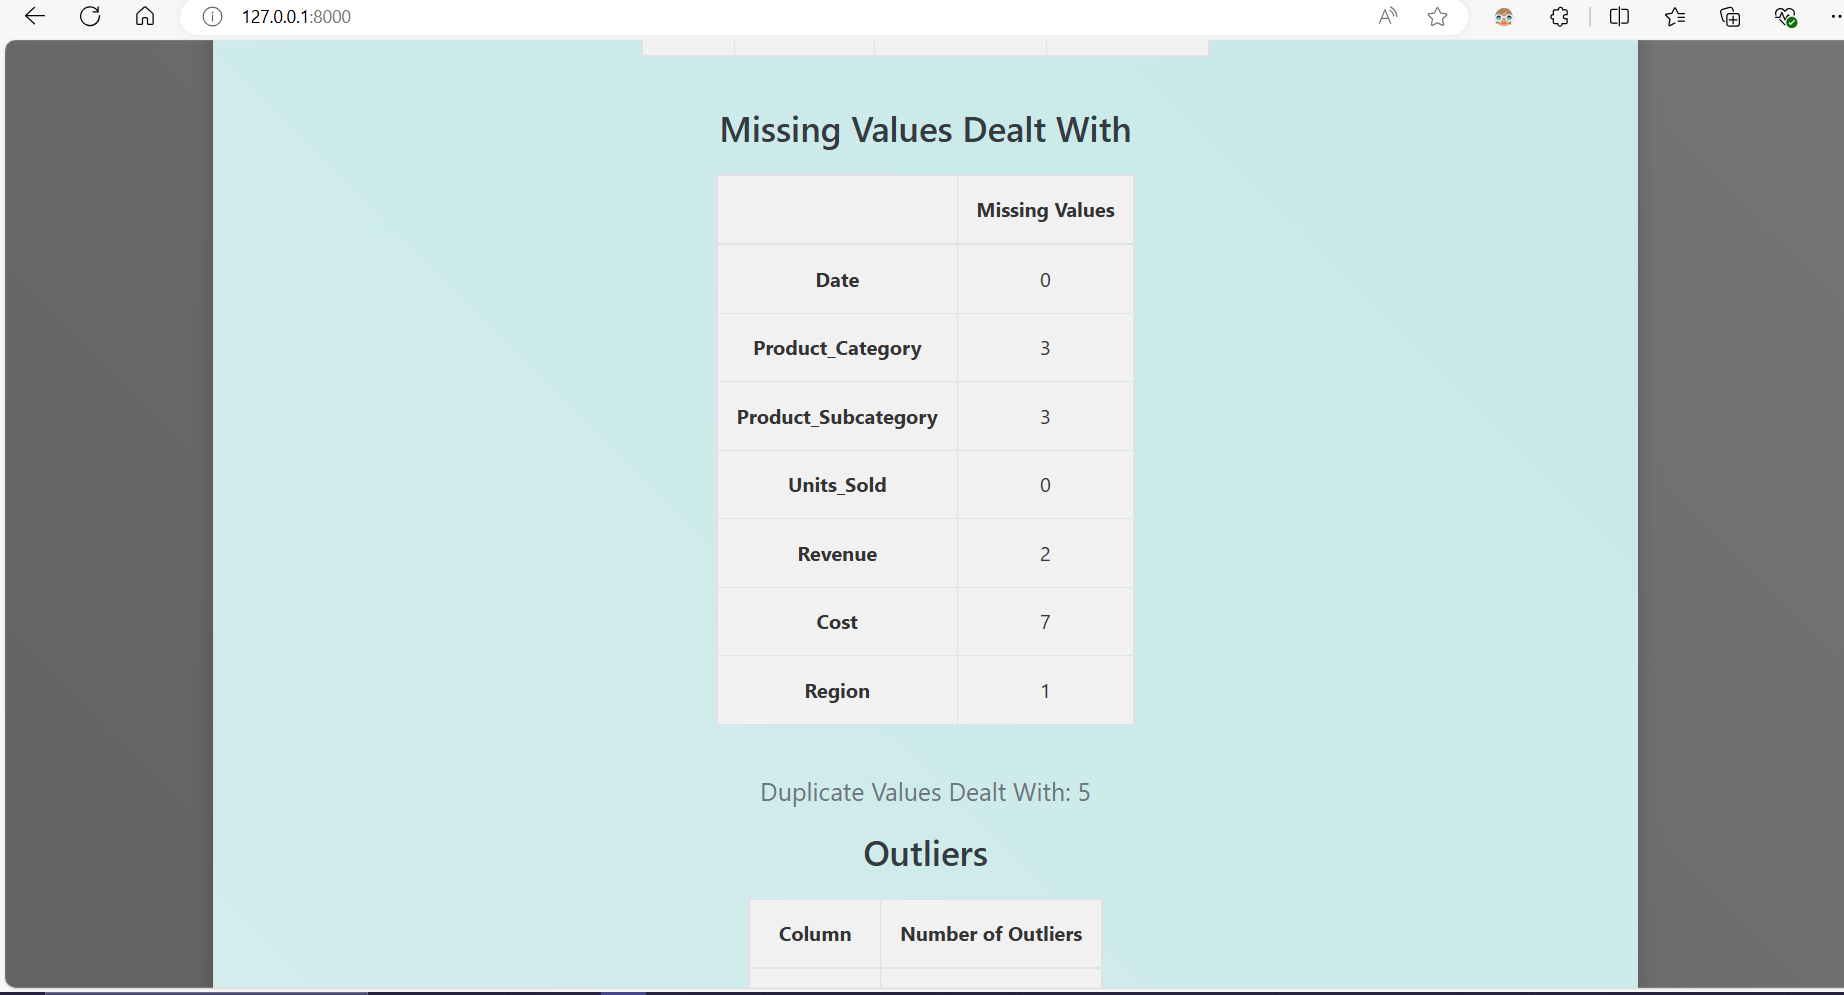 127.0.0.1:8000
Missing Values Dealt With
Missing Values
Date 0
Product_Category 3
Product_Subcategory 3
Units_Sold 0
Revenue 2
Cost 7
Region 1
Duplicate Values Dealt With: 5
Outliers
Column Number of Outliers